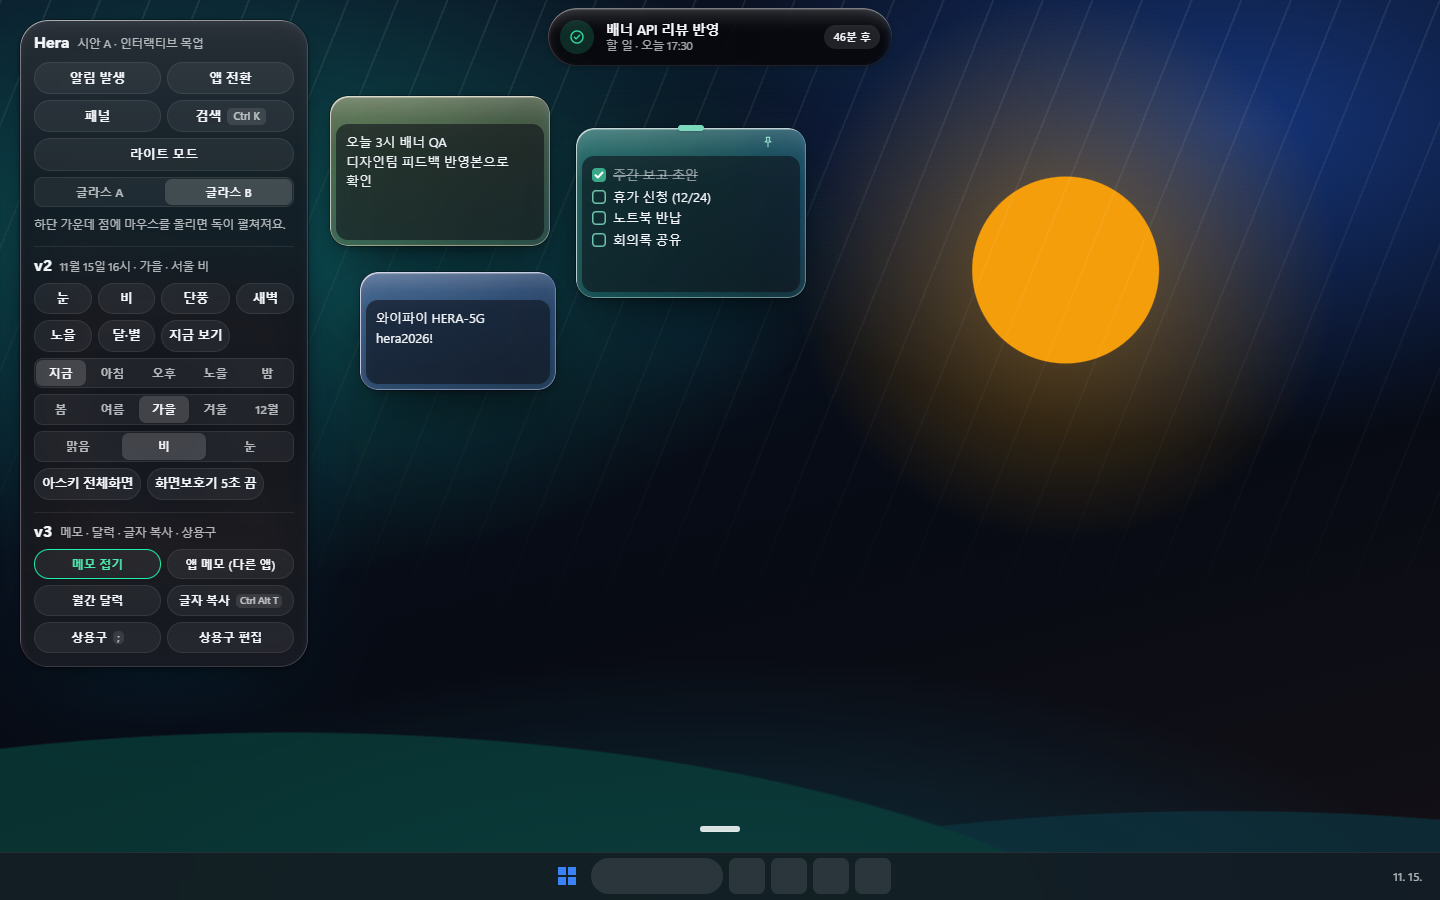 Hera 시안 A · 인터랙티브 목업
알림 발생
앱 전환
패널
검색 Ctrl K
라이트 모드
글라스 A
글라스 B
하단 가운데 점에 마우스를 올리면 독이 펼쳐져요.
v2 11월 15일 16시 · 가을 · 서울 비
눈
비
단풍
새벽
노을
달·별
지금 보기
지금
아침
오후
노을
밤
봄
여름
가을
겨울
12월
맑음
비
눈
아스키 전체화면
화면보호기 5초 끔
v3 메모 · 달력 · 글자 복사 · 상용구
메모 접기
앱 메모 (다른 앱)
월간 달력
글자 복사 Ctrl Alt T
상용구 ;
상용구 편집
배너 API 리뷰 반영
할 일 · 오늘 17:30
46분 후
오늘 3시 배너 QA
디자인팀 피드백 반영본으로
확인
주간 보고 초안
휴가 신청 (12/24)
노트북 반납
회의록 공유
와이파이 HERA-5G
hera2026!
11. 15.